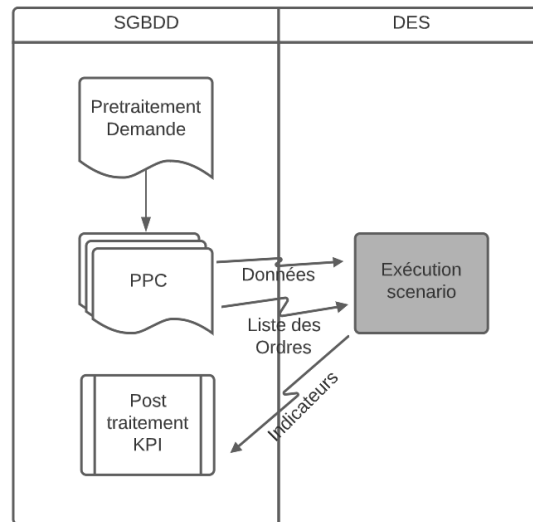 SGBDD
DES
Pretraitement
Demande
PPC
Données
Liste des
Ordres
Exécution
scenario
Indicateurs
Post
traitement
KPI